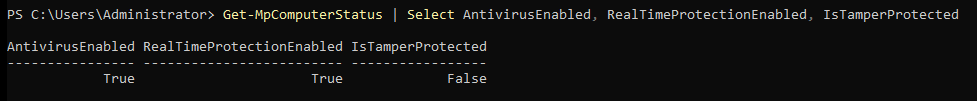 PS C:\Users\Administrator> Get-MpComputerStatus | Select AntivirusEnabled, RealTimeProtectionEnabled, IsTamperProtected
AntivirusEnabled RealTimeProtectionEnabled IsTamperProtected
---------------- ------------------------- -----------------
True True False